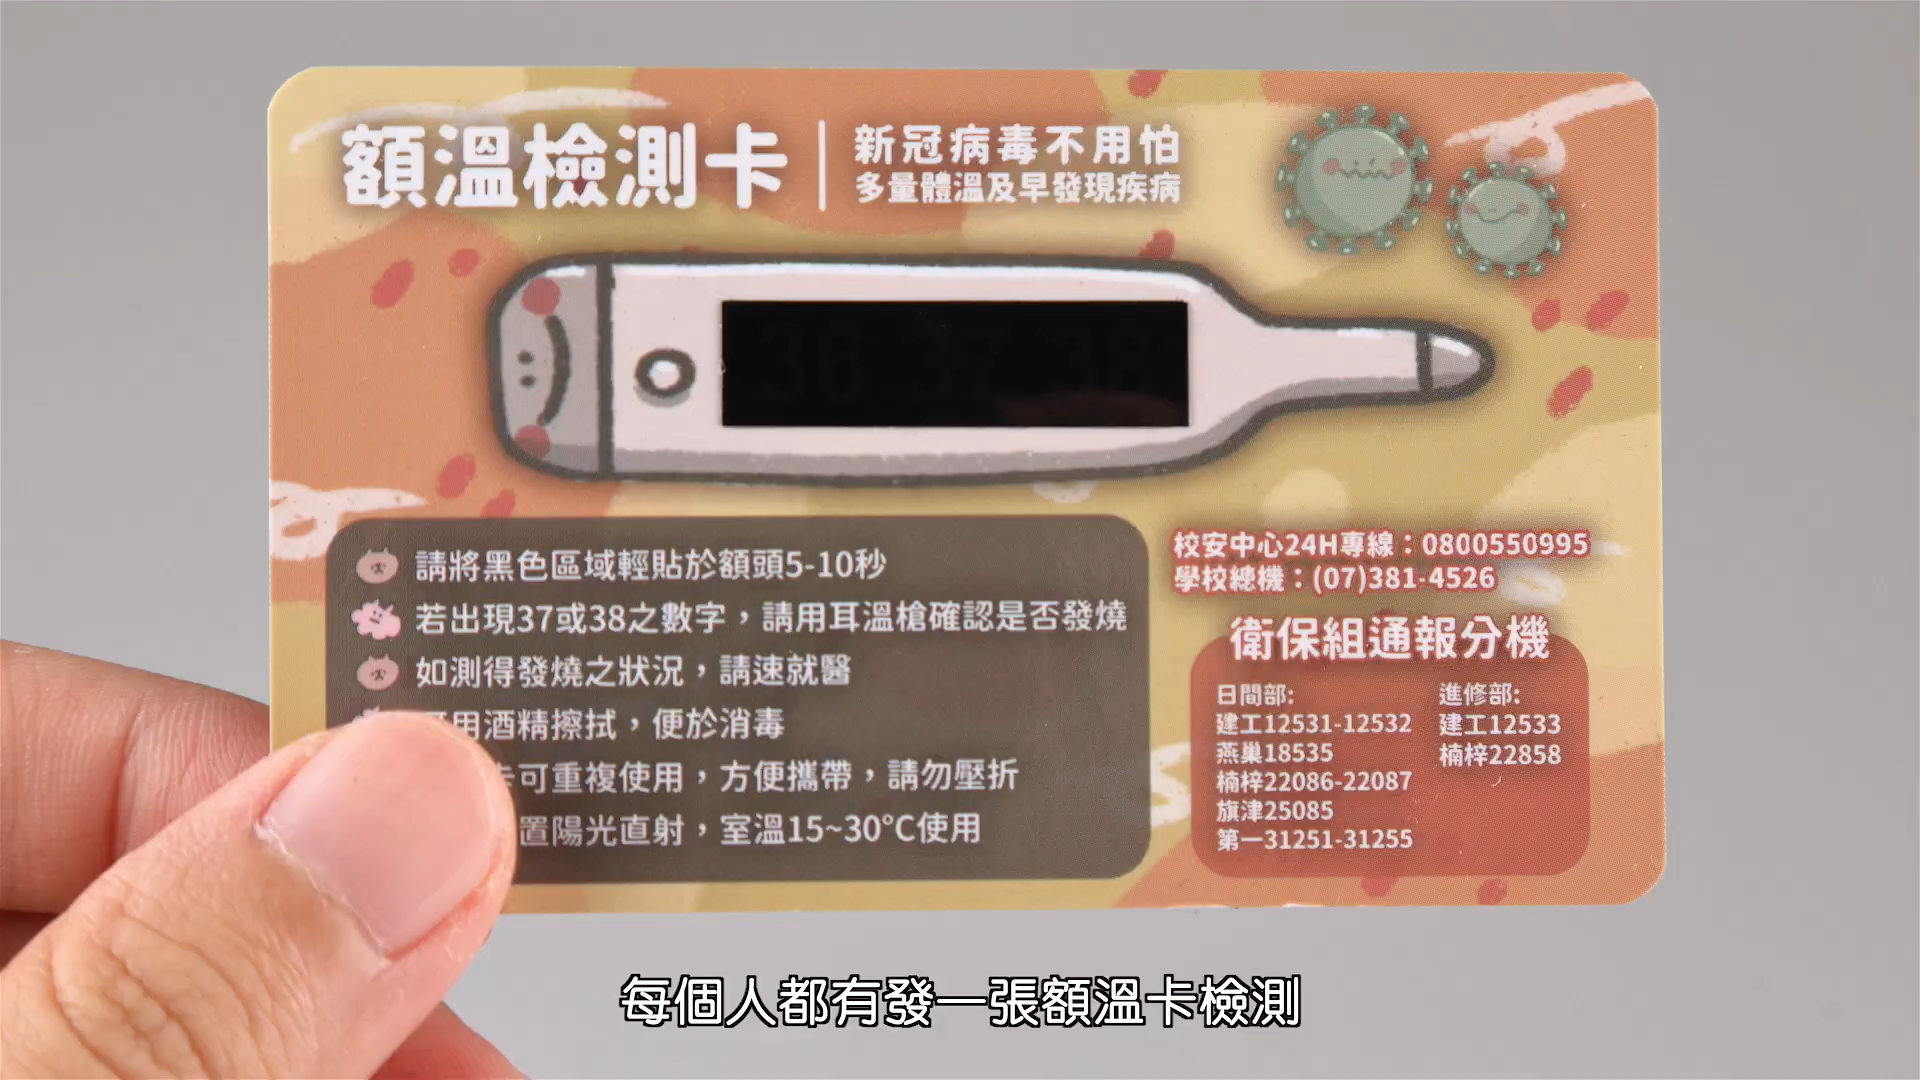 額溫檢測卡
新冠病毒不用怕
多量體溫及早發現疾病
36 37 38
請將黑色區域輕貼於額頭5-10秒
若出現37或38之數字，請用耳溫槍確認是否發燒
如測得發燒之狀況，請速就醫
用酒精擦拭，便於消毒
卡可重複使用，方便攜帶，請勿壓折
置陽光直射，室溫15~30°C使用
校安中心24H專線：0800550995
學校總機：(07)381-4526
衛保組通報分機
日間部:
建工12531-12532
燕巢18535
楠梓22086-22087
旗津25085
第一31251-31255
進修部:
建工12533
楠梓22858
每個人都有發一張額溫卡檢測